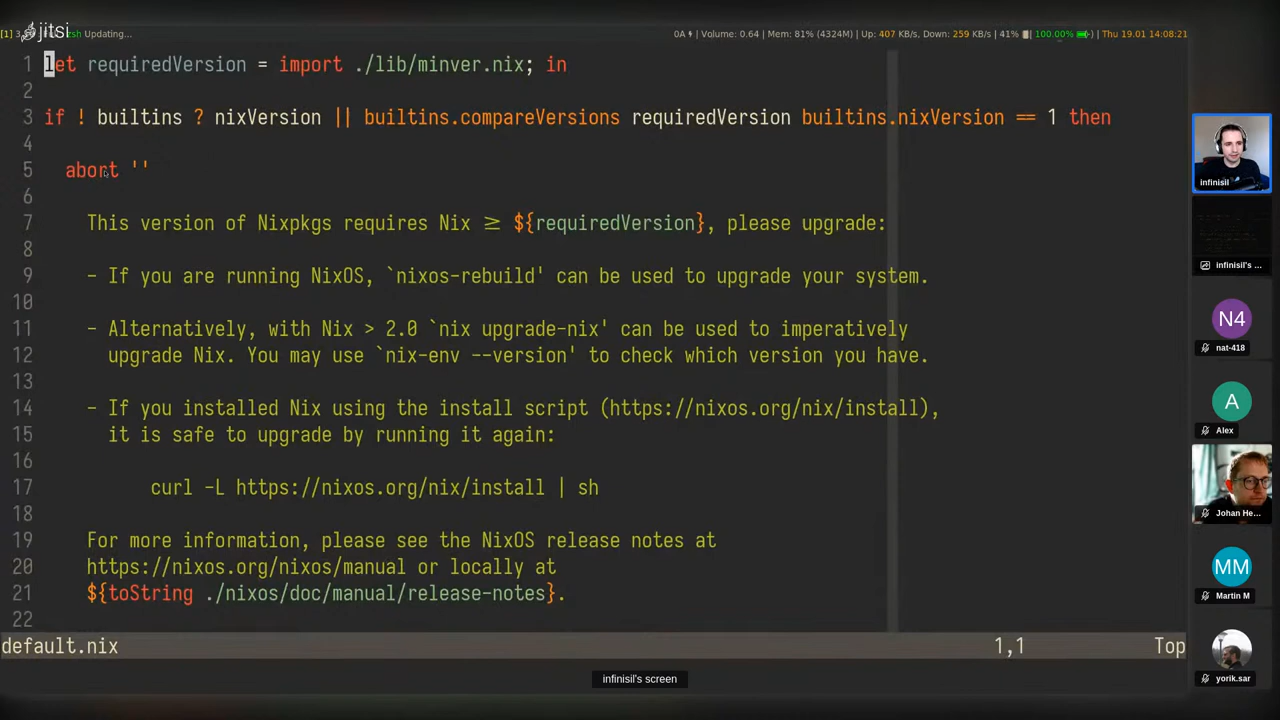 jitsi
[1] 3 zsh Updating...
0A | Volume: 0.64 | Mem: 81% (4324M) | Up: 407 KB/s, Down: 259 KB/s | 41% | 100.00% | Thu 19.01 14:08:21
1 let requiredVersion = import ./lib/minver.nix; in
2
3 if ! builtins ? nixVersion || builtins.compareVersions requiredVersion builtins.nixVersion == 1 then
4
5 abort ''
6
7 This version of Nixpkgs requires Nix ≥ ${requiredVersion}, please upgrade:
8
9 - If you are running NixOS, `nixos-rebuild' can be used to upgrade your system.
10
11 - Alternatively, with Nix > 2.0 `nix upgrade-nix' can be used to imperatively
12 upgrade Nix. You may use `nix-env --version' to check which version you have.
13
14 - If you installed Nix using the install script (https://nixos.org/nix/install),
15 it is safe to upgrade by running it again:
16
17 curl -L https://nixos.org/nix/install | sh
18
19 For more information, please see the NixOS release notes at
20 https://nixos.org/nixos/manual or locally at
21 ${toString ./nixos/doc/manual/release-notes}.
22
default.nix 1,1 Top
infinisil's screen
infinisil
infinisil's ...
N4
nat-418
A
Alex
Johan He...
MM
Martin M
yorik.sar